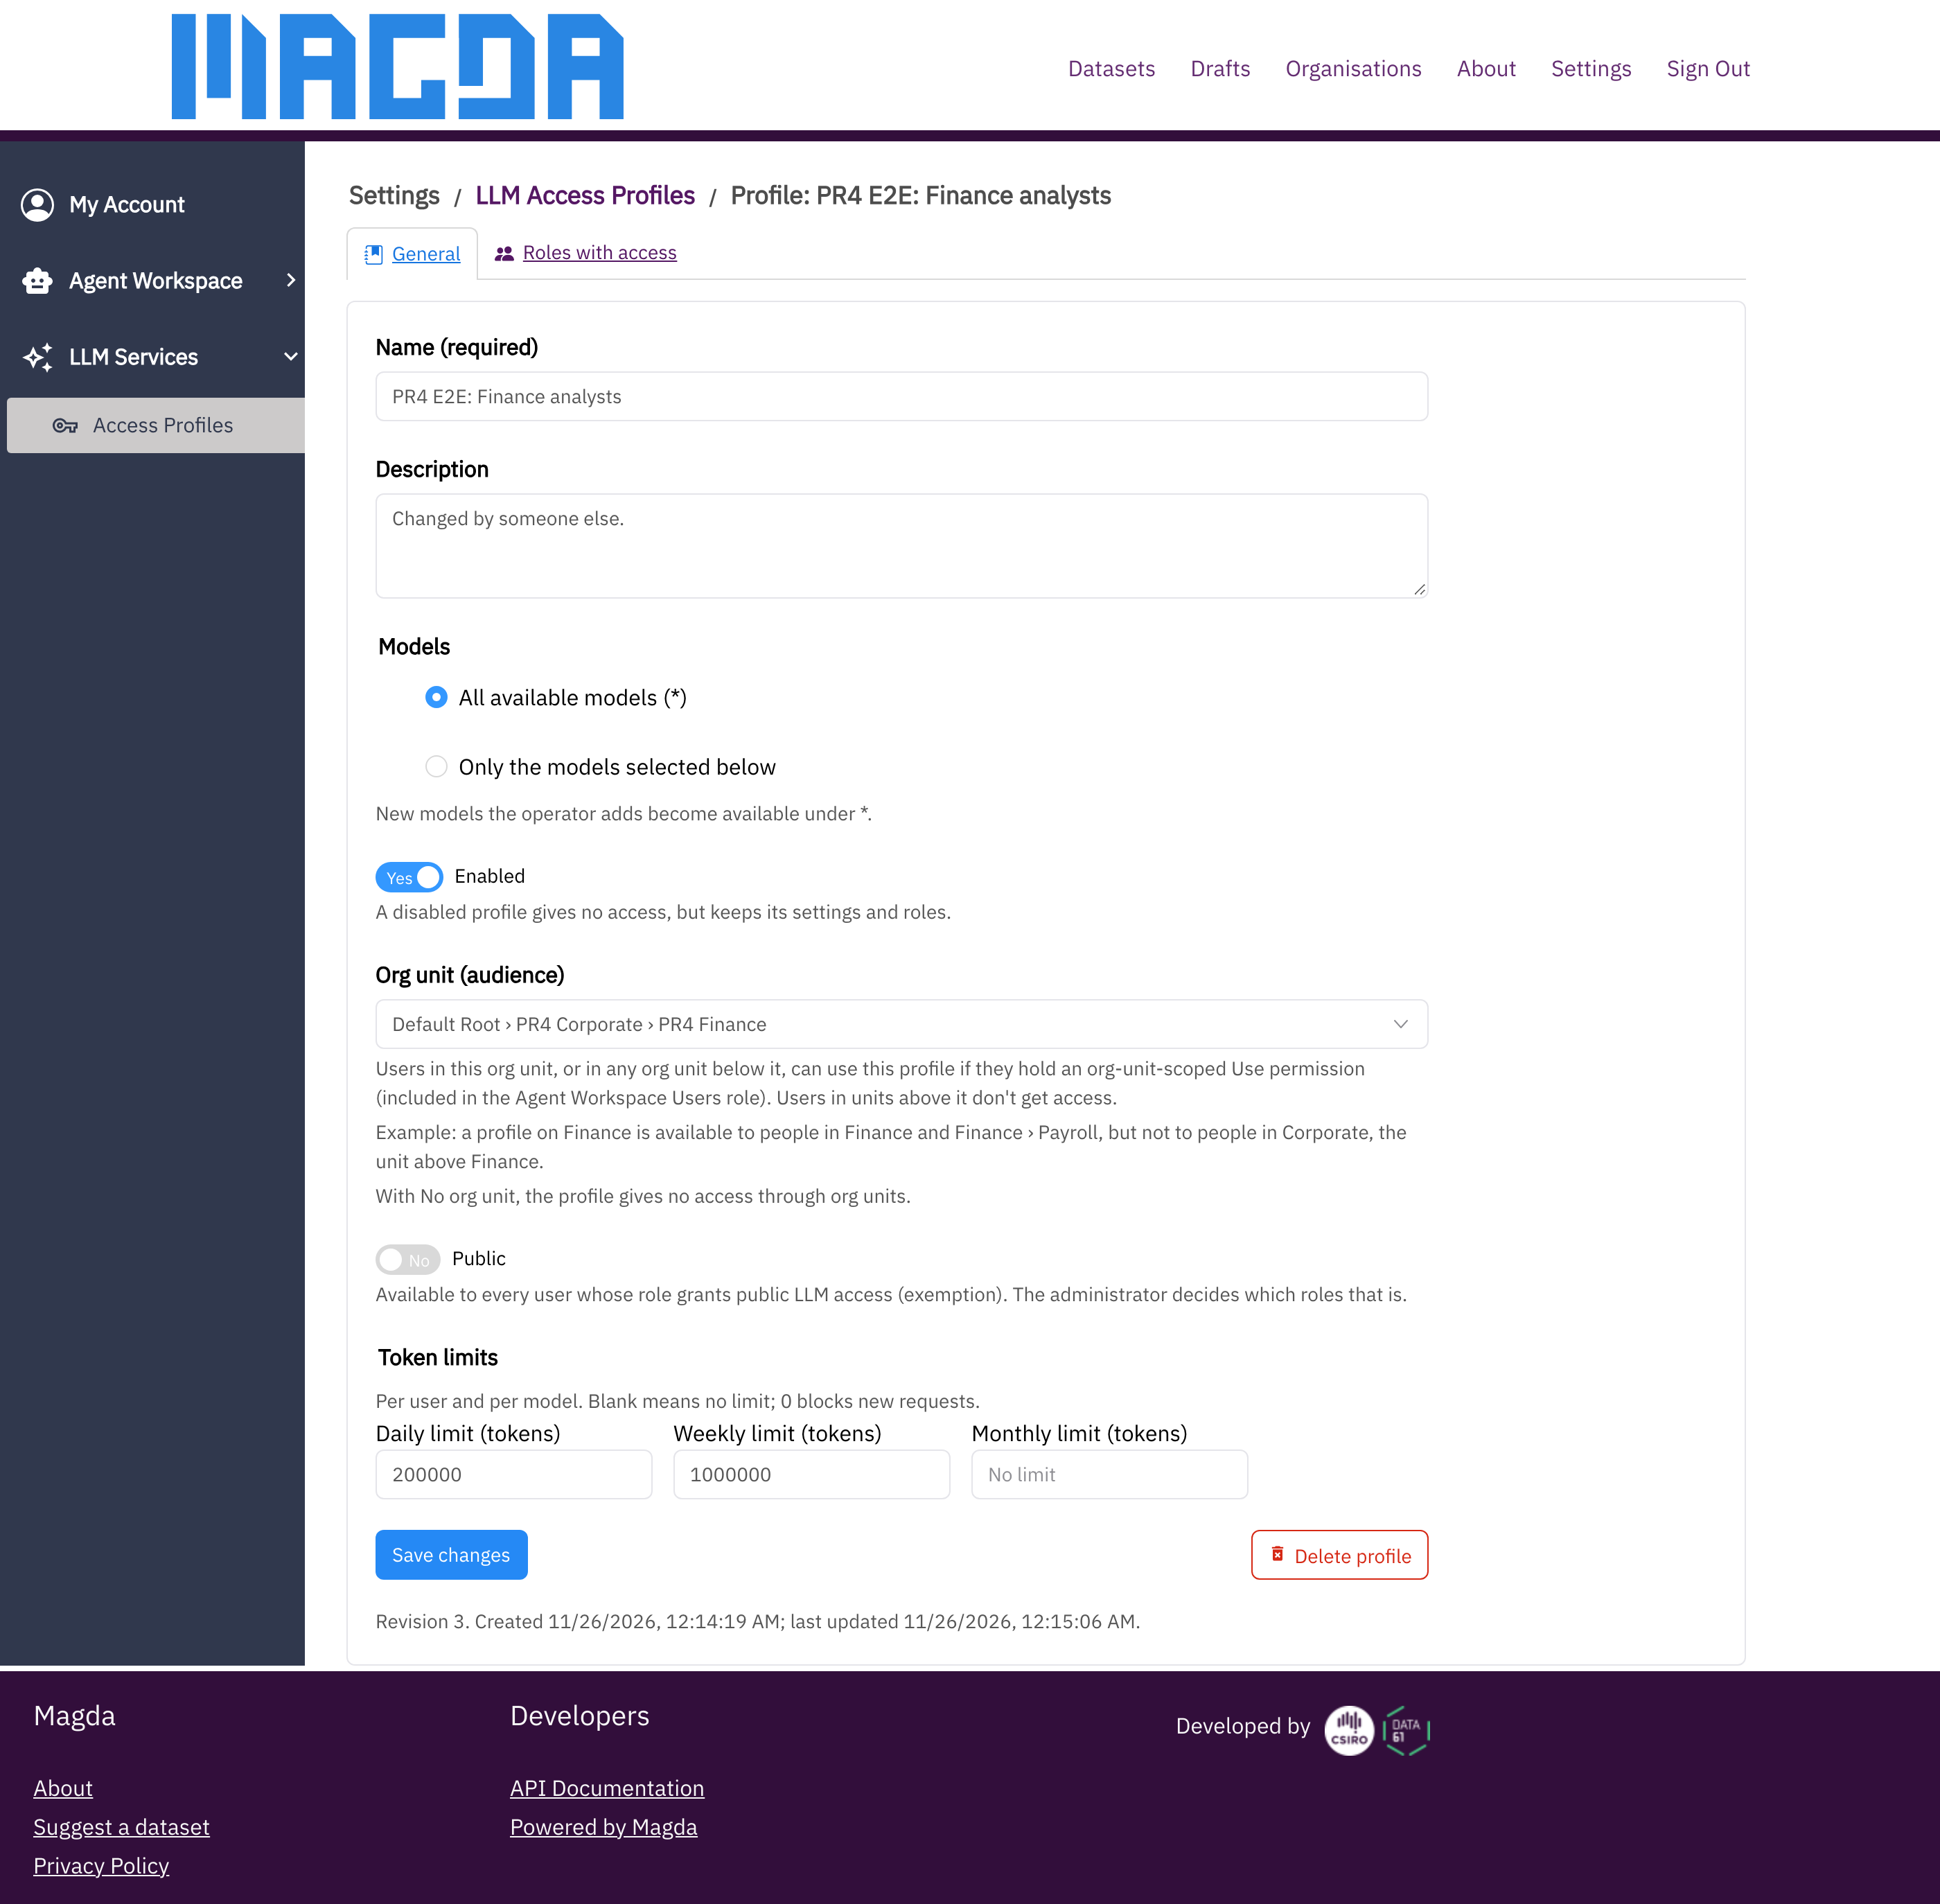 MAGDA
Datasets
Drafts
Organisations
About
Settings
Sign Out
My Account
Agent Workspace
LLM Services
Access Profiles
Settings / LLM Access Profiles / Profile: PR4 E2E: Finance analysts
General
Roles with access
Name (required)
PR4 E2E: Finance analysts
Description
Changed by someone else.
Models
All available models (*)
Only the models selected below
New models the operator adds become available under *.
Yes
Enabled
A disabled profile gives no access, but keeps its settings and roles.
Org unit (audience)
Default Root › PR4 Corporate › PR4 Finance
Users in this org unit, or in any org unit below it, can use this profile if they hold an org-unit-scoped Use permission
(included in the Agent Workspace Users role). Users in units above it don't get access.
Example: a profile on Finance is available to people in Finance and Finance › Payroll, but not to people in Corporate, the
unit above Finance.
With No org unit, the profile gives no access through org units.
No
Public
Available to every user whose role grants public LLM access (exemption). The administrator decides which roles that is.
Token limits
Per user and per model. Blank means no limit; 0 blocks new requests.
Daily limit (tokens)
Weekly limit (tokens)
Monthly limit (tokens)
200000
1000000
No limit
Save changes
Delete profile
Revision 3. Created 11/26/2026, 12:14:19 AM; last updated 11/26/2026, 12:15:06 AM.
Magda
About
Suggest a dataset
Privacy Policy
Developers
API Documentation
Powered by Magda
Developed by
CSIRO
DATA
61